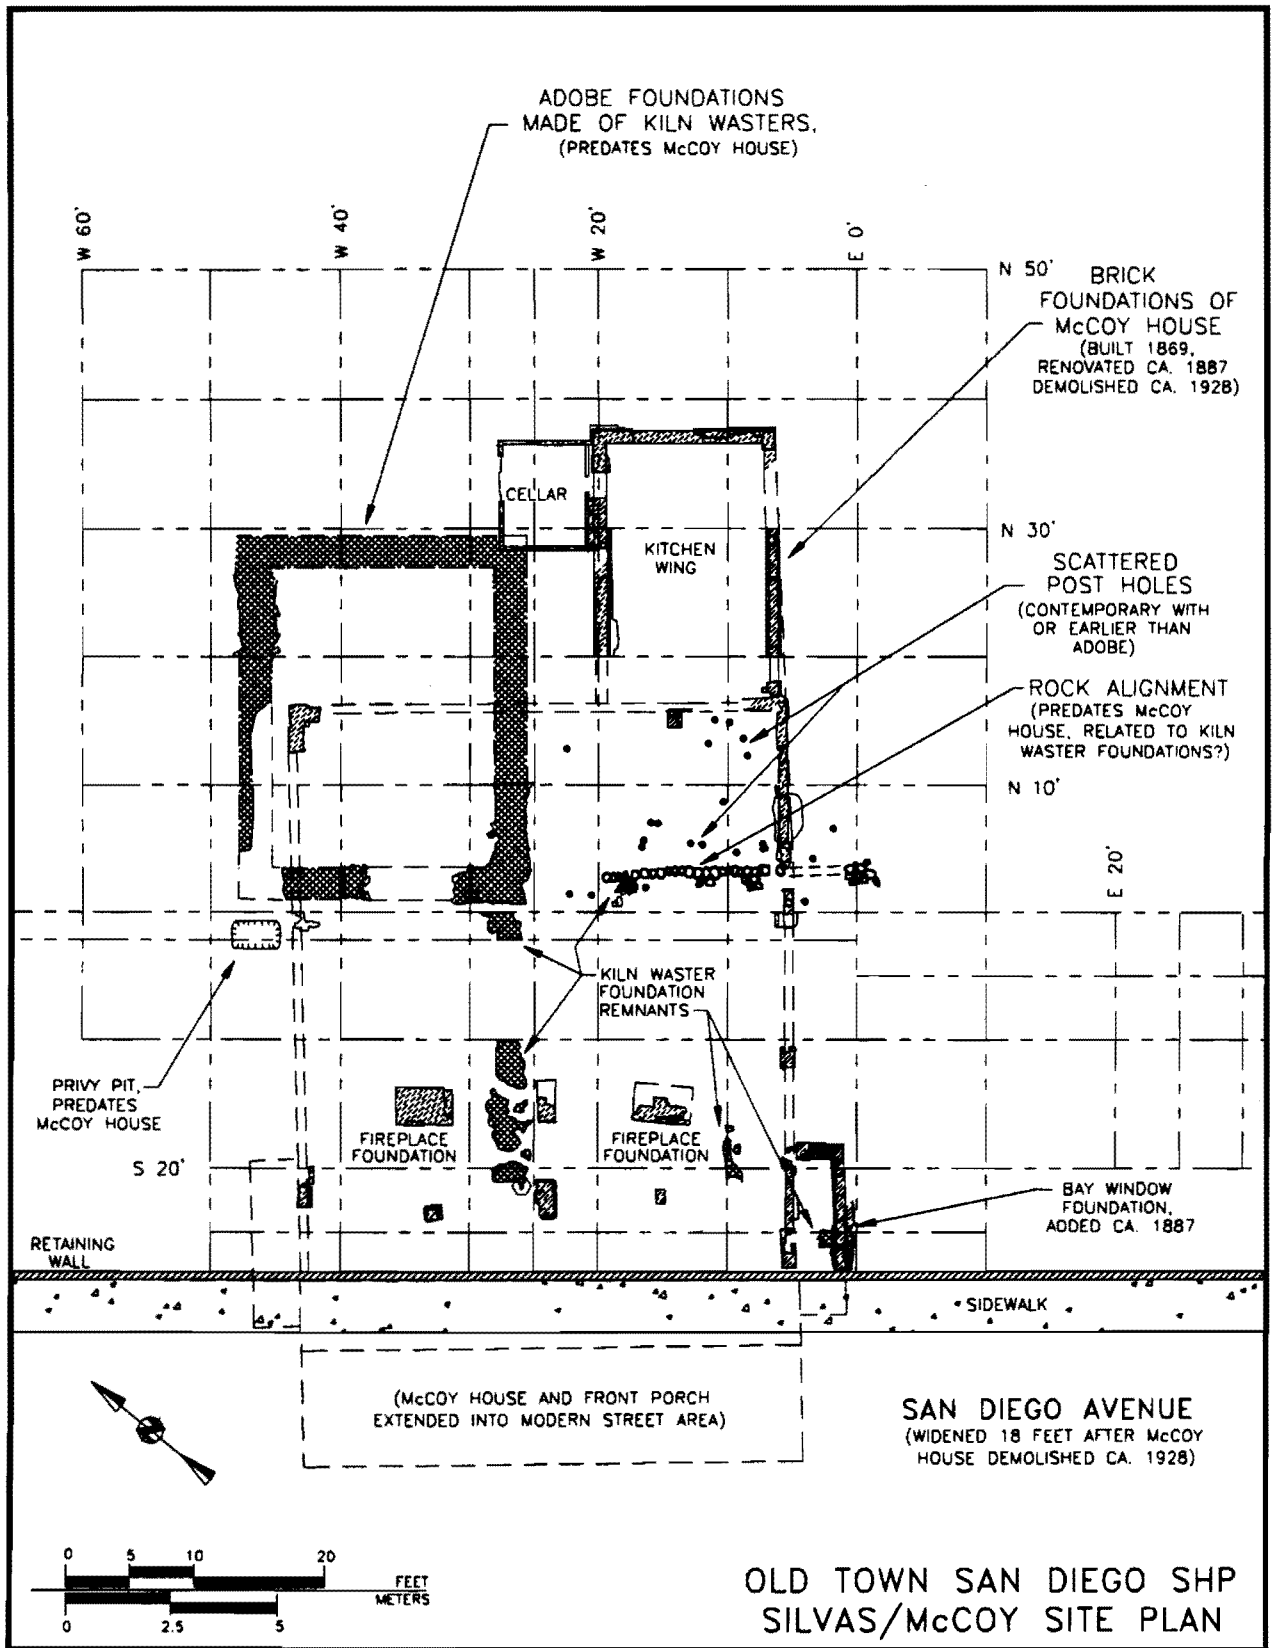 ADOBE FOUNDATIONS
MADE OF KILN WASTERS,
(PREDATES McCOY HOUSE)
W 60'
W 40'
W 20'
E 0'
N 50'
BRICK
FOUNDATIONS OF
McCOY HOUSE
(BUILT 1869,
RENOVATED CA. 1887
DEMOLISHED CA. 1928)
CELLAR
KITCHEN
WING
N 30'
SCATTERED
POST HOLES
(CONTEMPORARY WITH
OR EARLIER THAN
ADOBE)
ROCK ALIGNMENT
(PREDATES McCOY
HOUSE, RELATED TO KILN
WASTER FOUNDATIONS?)
N 10'
E 20'
KILN WASTER
FOUNDATION
REMNANTS
PRIVY PIT,
PREDATES
McCOY HOUSE
FIREPLACE
FOUNDATION
FIREPLACE
FOUNDATION
S 20'
BAY WINDOW
FOUNDATION,
ADDED CA. 1887
RETAINING
WALL
SIDEWALK
(McCOY HOUSE AND FRONT PORCH
EXTENDED INTO MODERN STREET AREA)
SAN DIEGO AVENUE
(WIDENED 18 FEET AFTER McCOY
HOUSE DEMOLISHED CA. 1928)
0 5 10 20
FEET
METERS
0 2.5 5
OLD TOWN SAN DIEGO SHP
SILVAS/McCOY SITE PLAN